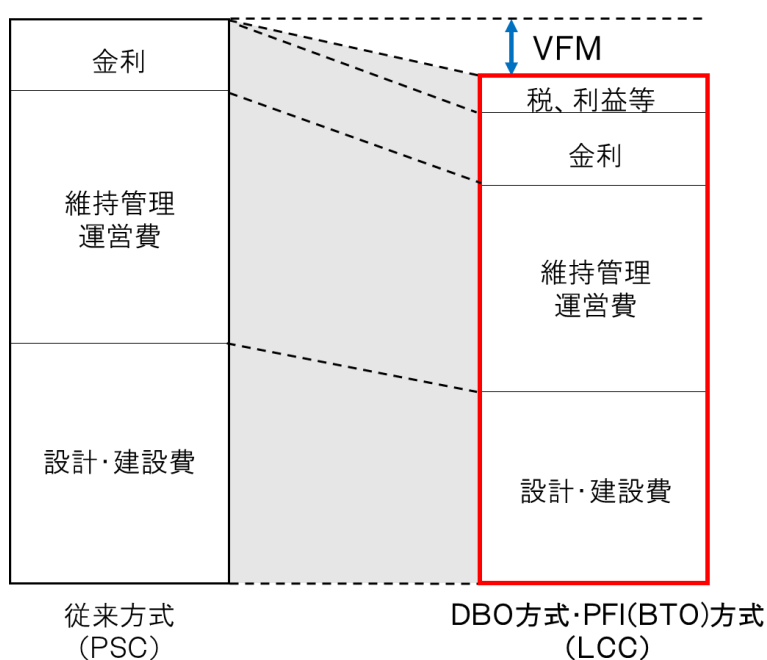 VFM
金利
維持管理
運営費
設計･建設費
従来方式
(PSC)
税、利益等
金利
維持管理
運営費
設計･建設費
DBO方式･PFI(BTO)方式
(LCC)